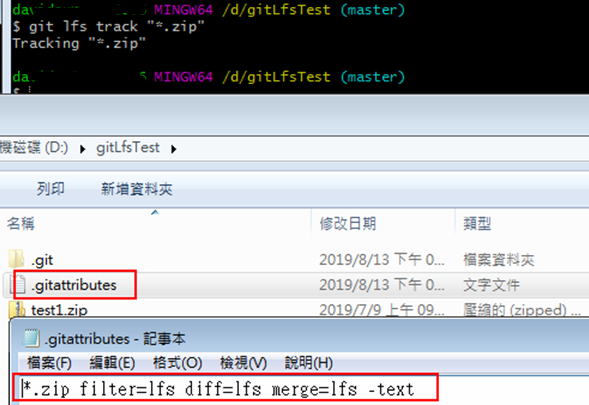 MINGW64 /d/gitLfsTest (master)
$ git lfs track "*.zip"
Tracking "*.zip"
MINGW64 /d/gitLfsTest (master)
$
機磁碟 (D:) ▸ gitLfsTest ▸
列印 新增資料夾
名稱 修改日期 類型
.git 2019/8/13 下午 0... 檔案資料夾
.gitattributes 2019/8/13 下午 0... 文字文件
test1.zip 2019/7/9 上午 09... 壓縮的 (zipped) ...
.gitattributes - 記事本
檔案(F) 編輯(E) 格式(O) 檢視(V) 說明(H)
*.zip filter=lfs diff=lfs merge=lfs -text